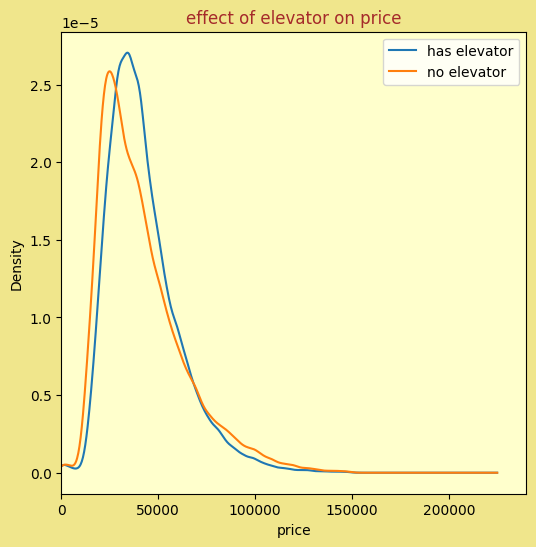 effect of elevator on price
1e−5
has elevator
no elevator
2.5
2.0
1.5
1.0
0.5
0.0
Density
0
50000
100000
150000
200000
price